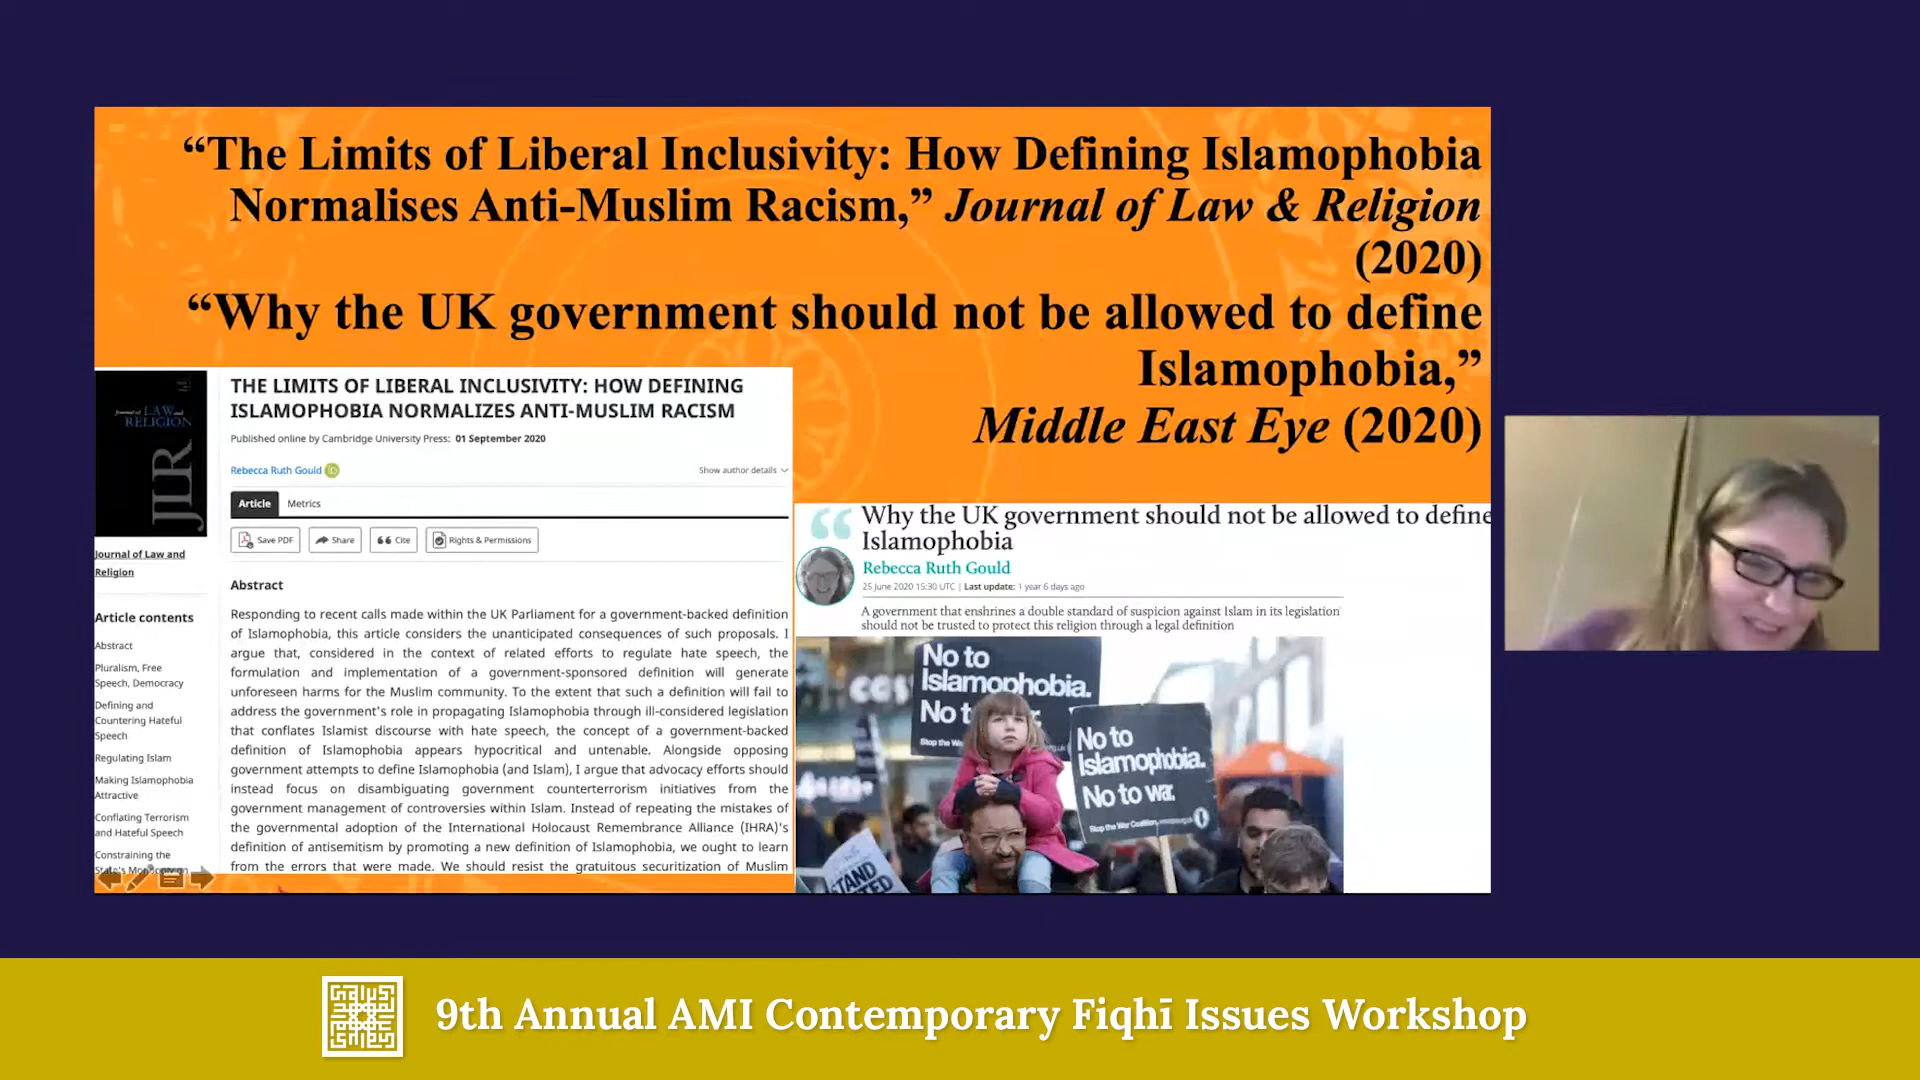 “The Limits of Liberal Inclusivity: How Defining Islamophobia
Normalises Anti-Muslim Racism,” Journal of Law & Religion
(2020)
“Why the UK government should not be allowed to define
Islamophobia,”
Middle East Eye (2020)
Journal of LAW and
RELIGION
JLR
Journal of Law and
Religion
Article contents
Abstract
Pluralism, Free
Speech, Democracy
Defining and
Countering Hateful
Speech
Regulating Islam
Making Islamophobia
Attractive
Conflating Terrorism
and Hateful Speech
Constraining the
State's Monopoly on
THE LIMITS OF LIBERAL INCLUSIVITY: HOW DEFINING
ISLAMOPHOBIA NORMALIZES ANTI-MUSLIM RACISM
Published online by Cambridge University Press: 01 September 2020
Rebecca Ruth Gould
Show author details
Article Metrics
Save PDF Share Cite Rights & Permissions
Abstract
Responding to recent calls made within the UK Parliament for a government-backed definition
of Islamophobia, this article considers the unanticipated consequences of such proposals. I
argue that, considered in the context of related efforts to regulate hate speech, the
formulation and implementation of a government-sponsored definition will generate
unforeseen harms for the Muslim community. To the extent that such a definition will fail to
address the government's role in propagating Islamophobia through ill-considered legislation
that conflates Islamist discourse with hate speech, the concept of a government-backed
definition of Islamophobia appears hypocritical and untenable. Alongside opposing
government attempts to define Islamophobia (and Islam), I argue that advocacy efforts should
instead focus on disambiguating government counterterrorism initiatives from the
government management of controversies within Islam. Instead of repeating the mistakes of
the governmental adoption of the International Holocaust Remembrance Alliance (IHRA)'s
definition of antisemitism by promoting a new definition of Islamophobia, we ought to learn
from the errors that were made. We should resist the gratuitous securitization of Muslim
Why the UK government should not be allowed to define
Islamophobia
Rebecca Ruth Gould
25 June 2020 15:30 UTC | Last update: 1 year 6 days ago
A government that enshrines a double standard of suspicion against Islam in its legislation
should not be trusted to protect this religion through a legal definition
No to
Islamophobia.
No t
Stop the Wa
No to
Islamophobia.
No to war.
Stop the War Coalition
STAND
9th Annual AMI Contemporary Fiqhī Issues Workshop